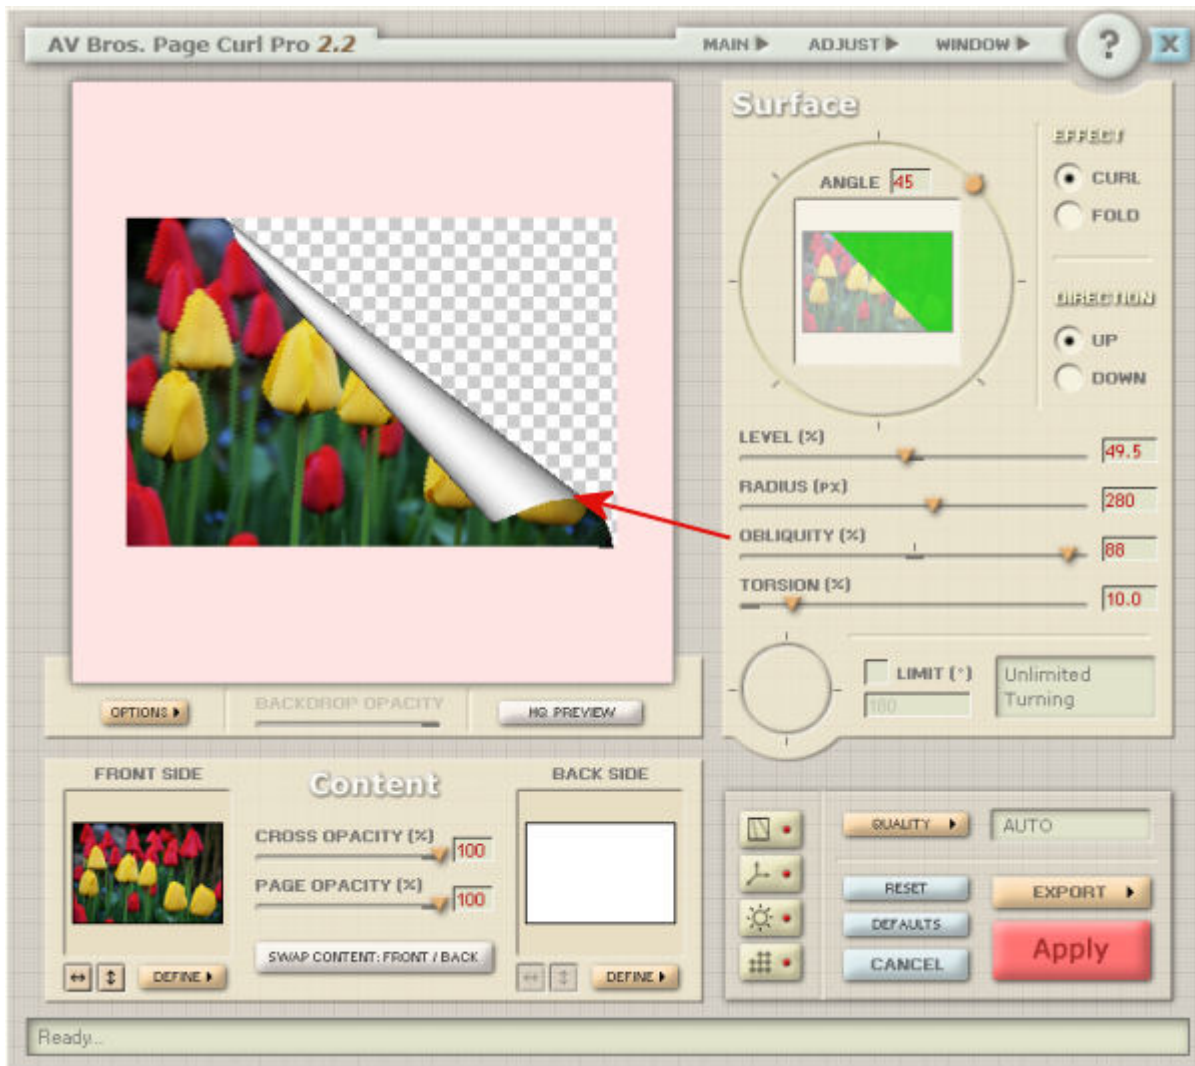 AV Bros. Page Curl Pro 2.2
MAIN
ADJUST
WINDOW
?
X
Surface
ANGLE 45
EFFECT
CURL
FOLD
DIRECTION
UP
DOWN
LEVEL (%)
49.5
RADIUS (PX)
280
OBLIQUITY (%)
88
TORSION (%)
10.0
LIMIT (°)
180
Unlimited
Turning
OPTIONS
BACKDROP OPACITY
HQ PREVIEW
FRONT SIDE
Content
BACK SIDE
CROSS OPACITY (%)
100
PAGE OPACITY (%)
100
SWAP CONTENT: FRONT / BACK
DEFINE
DEFINE
QUALITY
AUTO
RESET
EXPORT
DEFAULTS
Apply
CANCEL
Ready...